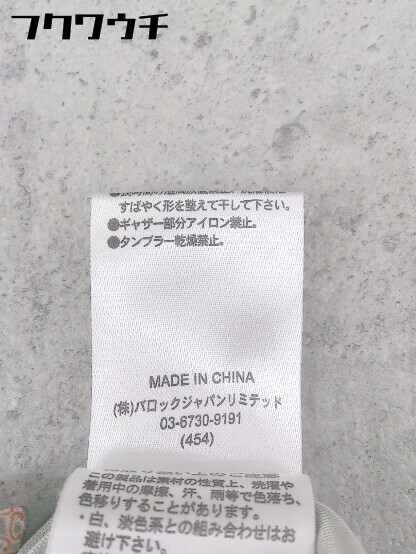 フクワウチ
すばやく形を整えて干して下さい。
●ギャザー部分アイロン禁止。
●タンブラー乾燥禁止。
MADE IN CHINA
(株)バロックジャパンリミテッド
03-6730-9191
(454)
この製品は素材の性質上、洗濯や
着用中の摩擦、汗、雨等で色落ち、
色移りすることがあります。
・白、淡色系との組み合わせはお
避け下さい。